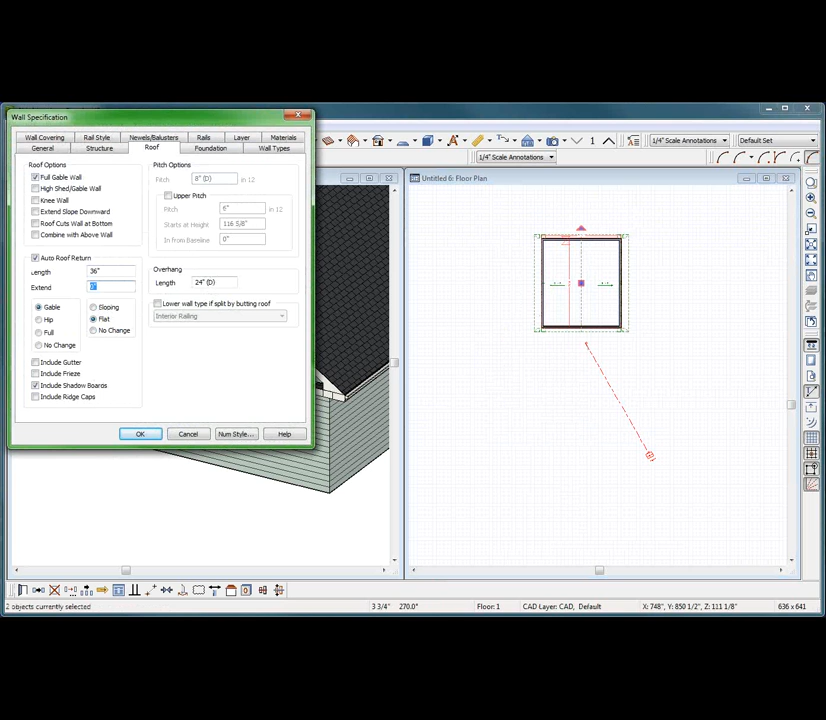 Wall Specification
Wall Covering Rail Style Newels/Balusters Rails Layer Materials
General Structure Roof Foundation Wall Types
Roof Options
Full Gable Wall
High Shed/Gable Wall
Knee Wall
Extend Slope Downward
Roof Cuts Wall at Bottom
Combine with Above Wall
Auto Roof Return
Length 36"
Extend 0"
Gable
Hip
Full
No Change
Sloping
Flat
No Change
Include Gutter
Include Frieze
Include Shadow Boards
Include Ridge Caps
Pitch Options
Pitch 8" (D) in 12
Upper Pitch
Pitch 6" in 12
Starts at Height 116 5/8"
In from Baseline 0"
Overhang
Length 24" (D)
Lower wall type if split by butting roof
Interior Railing
OK Cancel Num Style... Help
1 1/4" Scale Annotations Default Set
1/4" Scale Annotations
Untitled 6: Floor Plan
2 objects currently selected 3 3/4" 270.0° Floor: 1 CAD Layer: CAD, Default X: 748", Y: 850 1/2", Z: 111 1/8" 636 x 641